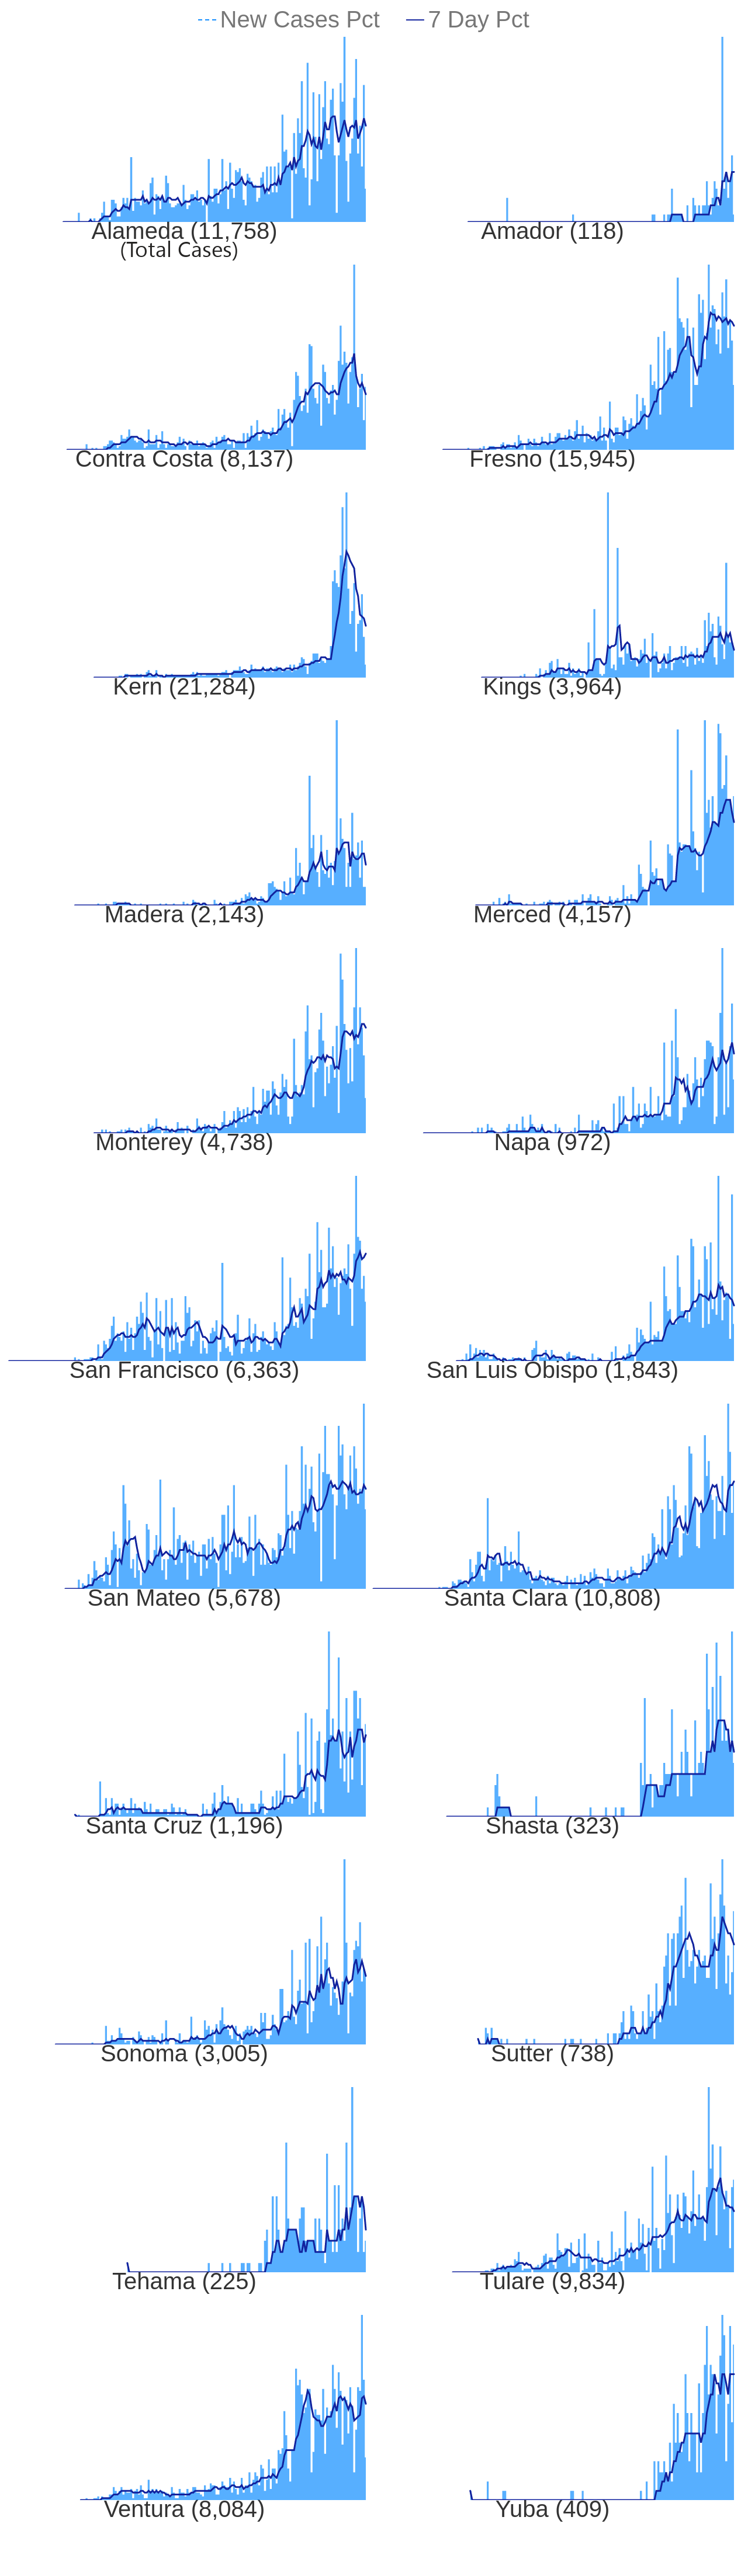 New Cases Pct 7 Day Pct
Alameda (11,758) Amador (118)
(Total Cases)
Contra Costa (8,137) Fresno (15,945)
Kern (21,284) Kings (3,964)
Madera (2,143) Merced (4,157)
Monterey (4,738) Napa (972)
San Francisco (6,363) San Luis Obispo (1,843)
San Mateo (5,678) Santa Clara (10,808)
Santa Cruz (1,196) Shasta (323)
Sonoma (3,005) Sutter (738)
Tehama (225) Tulare (9,834)
Ventura (8,084) Yuba (409)